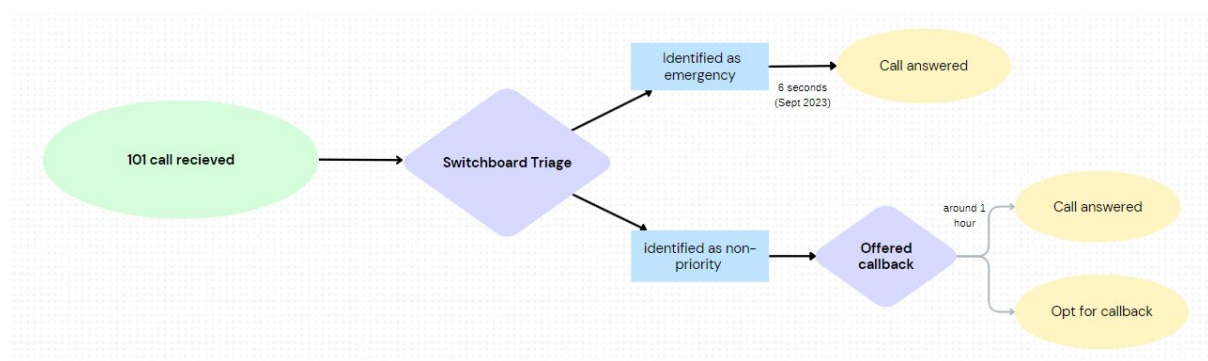 101 call recieved
Switchboard Triage
Identified as
emergency
6 seconds
(Sept 2023)
Call answered
identified as non-
priority
Offered
callback
around 1
hour
Call answered
Opt for callback